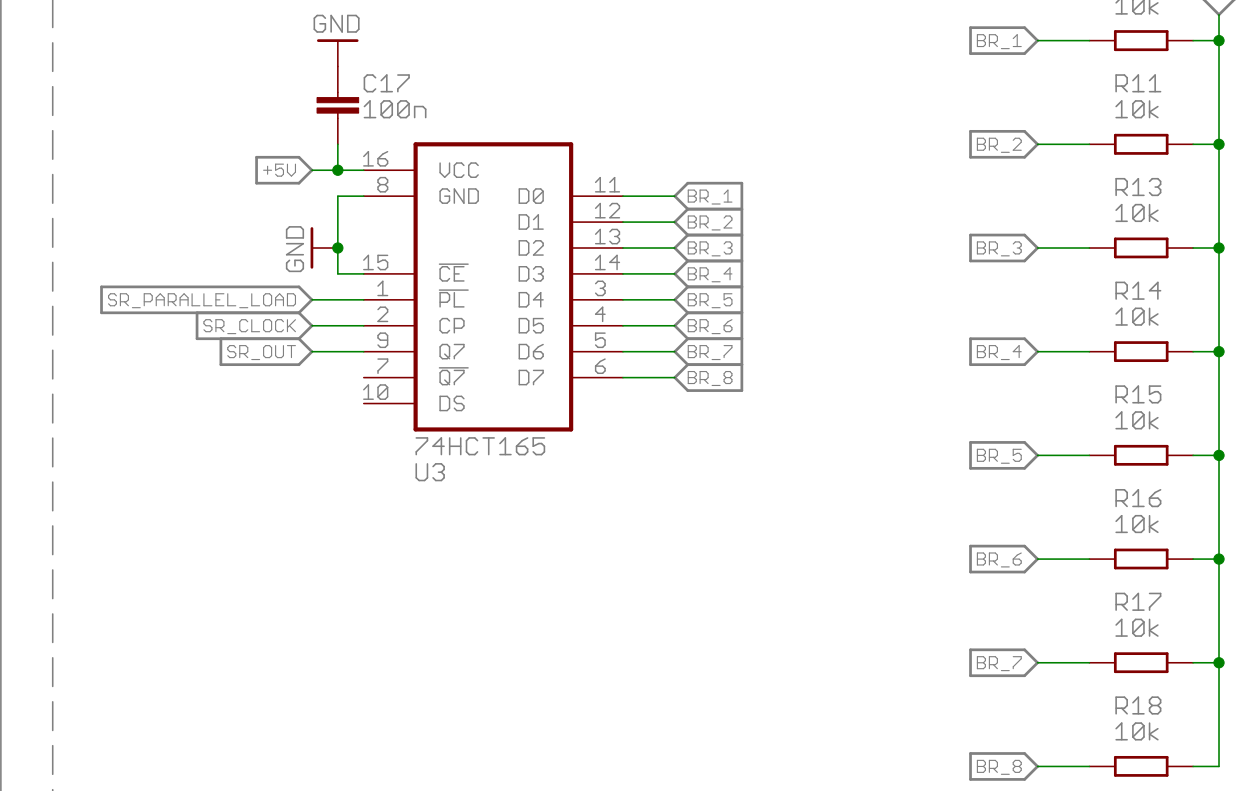 GND
C17
100n
+5V
16
8
15
1
2
9
7
10
GND
SR_PARALLEL_LOAD
SR_CLOCK
SR_OUT
VCC
GND
CE
PL
CP
Q7
Q7
DS
D0
D1
D2
D3
D4
D5
D6
D7
11
12
13
14
3
4
5
6
BR_1
BR_2
BR_3
BR_4
BR_5
BR_6
BR_7
BR_8
74HCT165
U3
10k
BR_1
R11
10k
BR_2
R13
10k
BR_3
R14
10k
BR_4
R15
10k
BR_5
R16
10k
BR_6
R17
10k
BR_7
R18
10k
BR_8